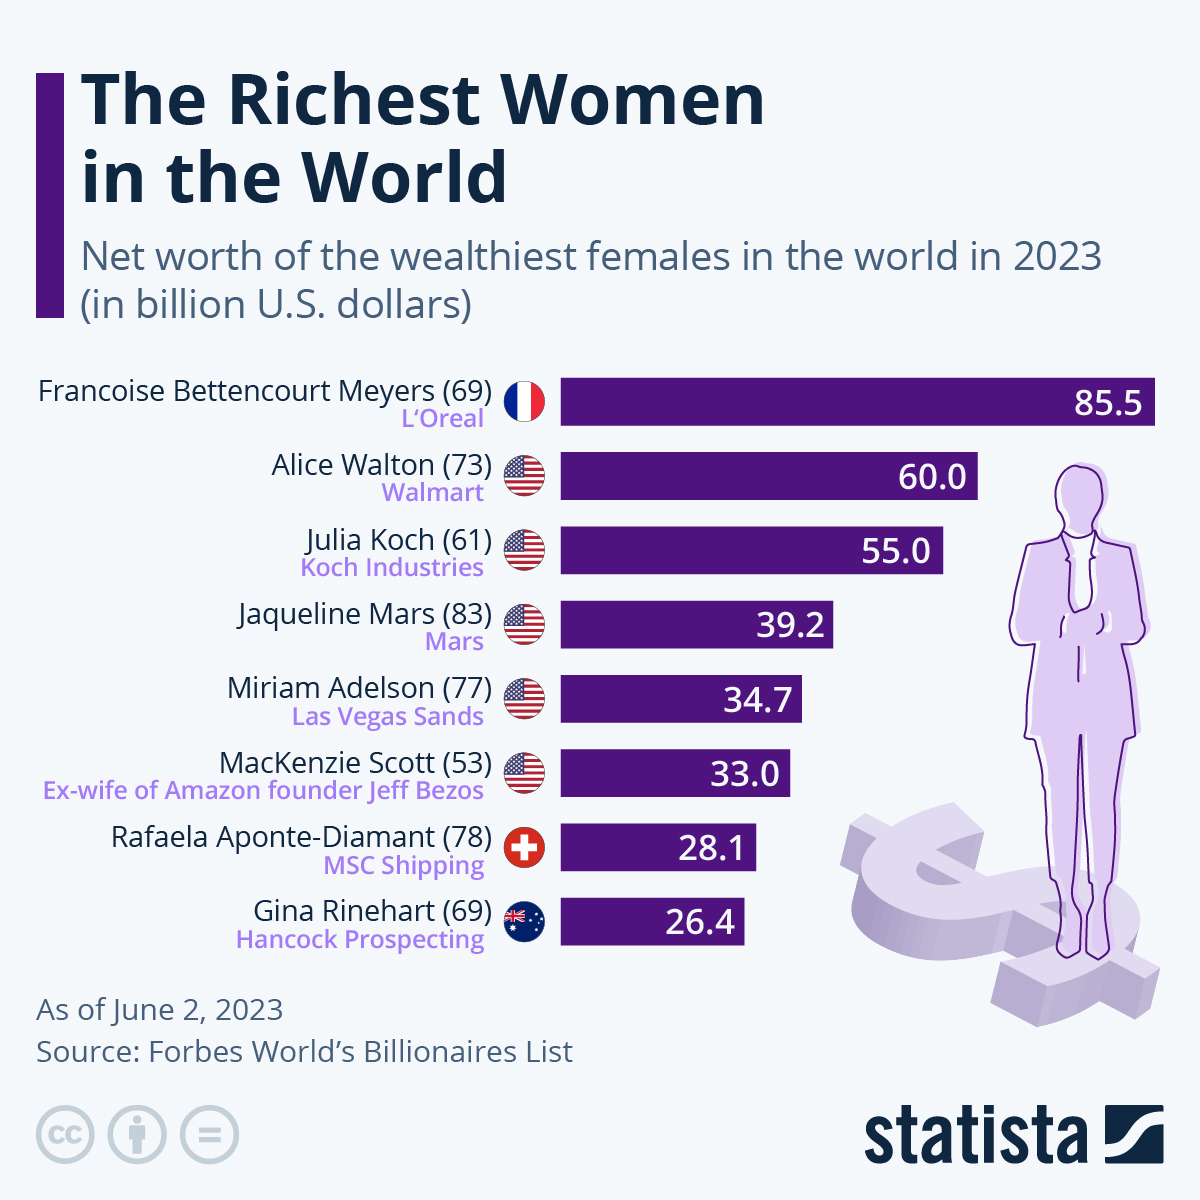 The Richest Women
in the World
Net worth of the wealthiest females in the world in 2023
(in billion U.S. dollars)
Francoise Bettencourt Meyers (69)
L‘Oreal
85.5
Alice Walton (73)
Walmart
60.0
Julia Koch (61)
Koch Industries
55.0
Jaqueline Mars (83)
Mars
39.2
Miriam Adelson (77)
Las Vegas Sands
34.7
MacKenzie Scott (53)
Ex-wife of Amazon founder Jeff Bezos
33.0
Rafaela Aponte-Diamant (78)
MSC Shipping
28.1
Gina Rinehart (69)
Hancock Prospecting
26.4
As of June 2, 2023
Source: Forbes World’s Billionaires List
cc
statista